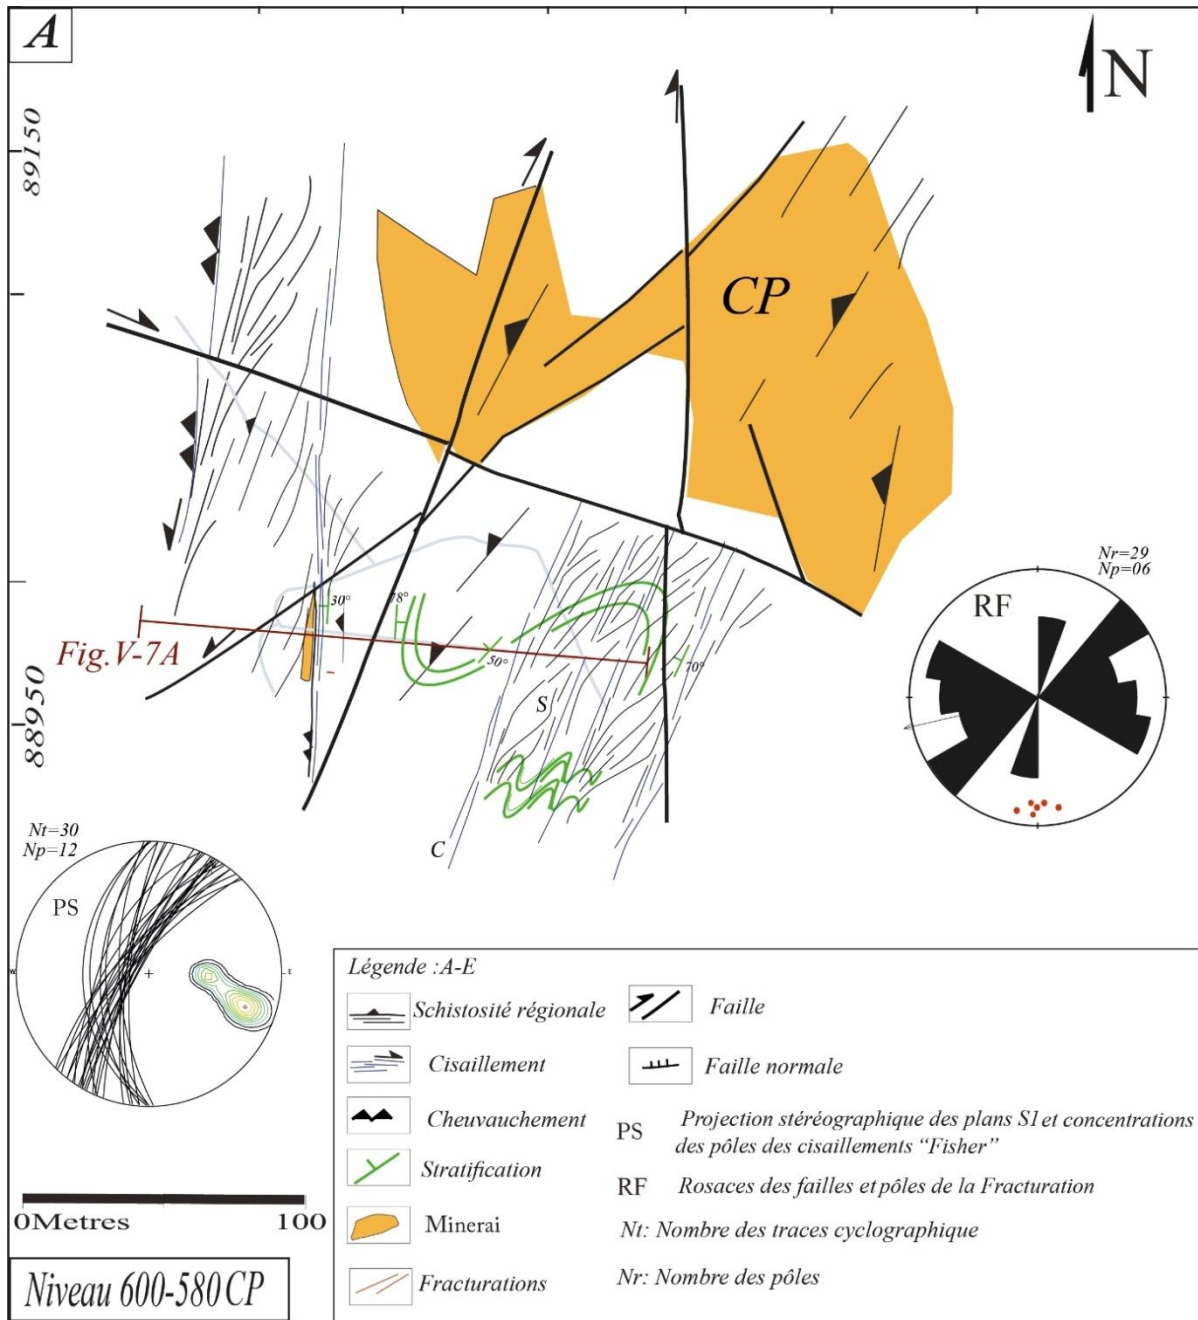 A
N
89150
CP
Nr=29
Np=06
RF
78°
30°
Fig.V-7A
50°
70°
88950
S
C
Nt=30
Np=12
PS
W
E
Légende :A-E
Schistosité régionale
Faille
Cisaillement
Faille normale
Cheuvauchement
PS Projection stéréographique des plans S1 et concentrations
des pôles des cisaillements “Fisher”
Stratification
RF Rosaces des failles et pôles de la Fracturation
Minerai
Nt: Nombre des traces cyclographique
Fracturations
Nr: Nombre des pôles
0Metres 100
Niveau 600-580 CP